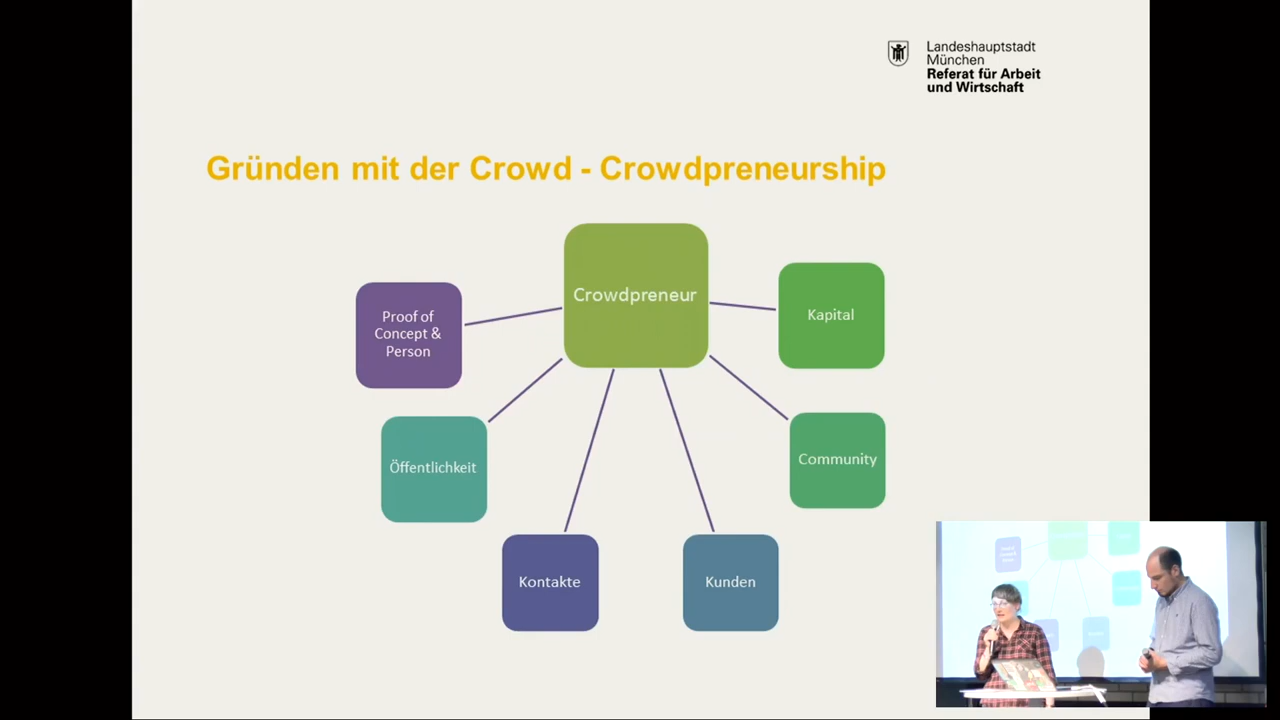 Landeshauptstadt
München
Referat für Arbeit
und Wirtschaft
Gründen mit der Crowd - Crowdpreneurship
Crowdpreneur
Kapital
Proof of
Concept &
Person
Community
Öffentlichkeit
Kontakte
Kunden